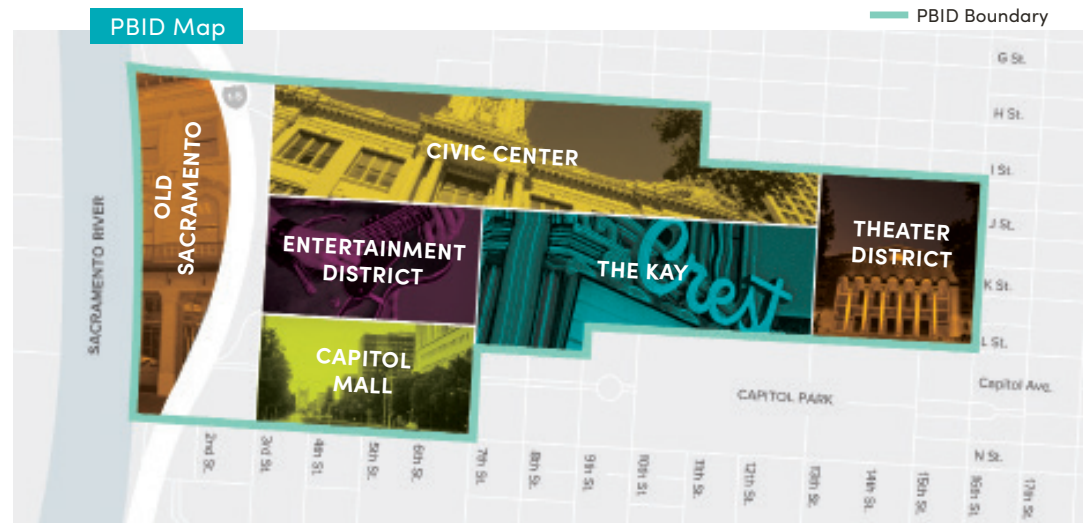 PBID Map
PBID Boundary
G St.
H St.
I St.
J St.
K St.
L St.
Capitol Ave.
N St.
SACRAMENTO RIVER
OLD
SACRAMENTO
CIVIC CENTER
ENTERTAINMENT
DISTRICT
THE KAY
Crest
THEATER
DISTRICT
CAPITOL
MALL
CAPITOL PARK
2nd St.
3rd St.
4th St.
5th St.
6th St.
7th St.
8th St.
9th St.
10th St.
11th St.
12th St.
13th St.
14th St.
15th St.
16th St.
17th St.